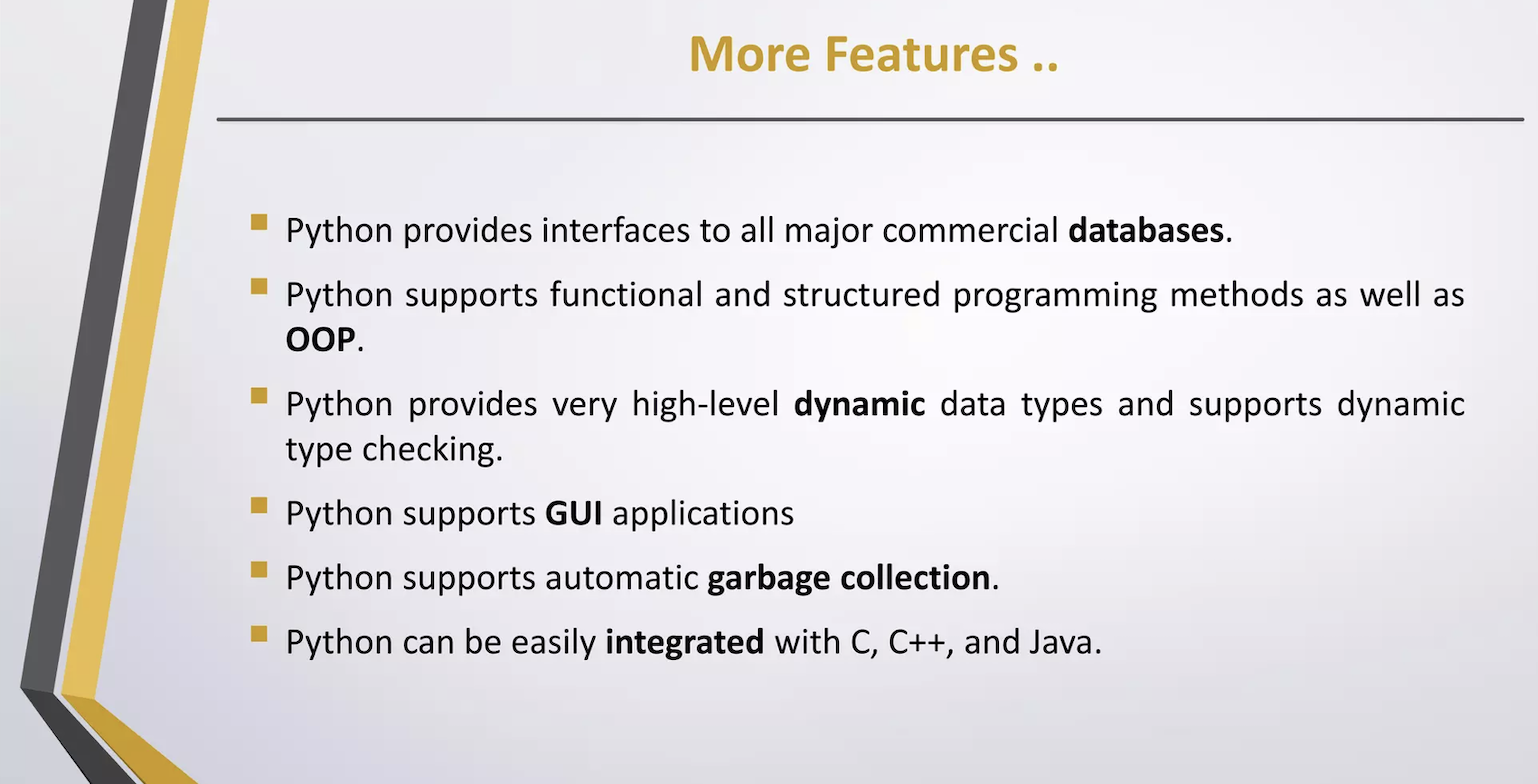 More Features ..
Python provides interfaces to all major commercial databases.
Python supports functional and structured programming methods as well as
OOP.
Python provides very high-level dynamic data types and supports dynamic
type checking.
Python supports GUI applications
Python supports automatic garbage collection.
Python can be easily integrated with C, C++, and Java.